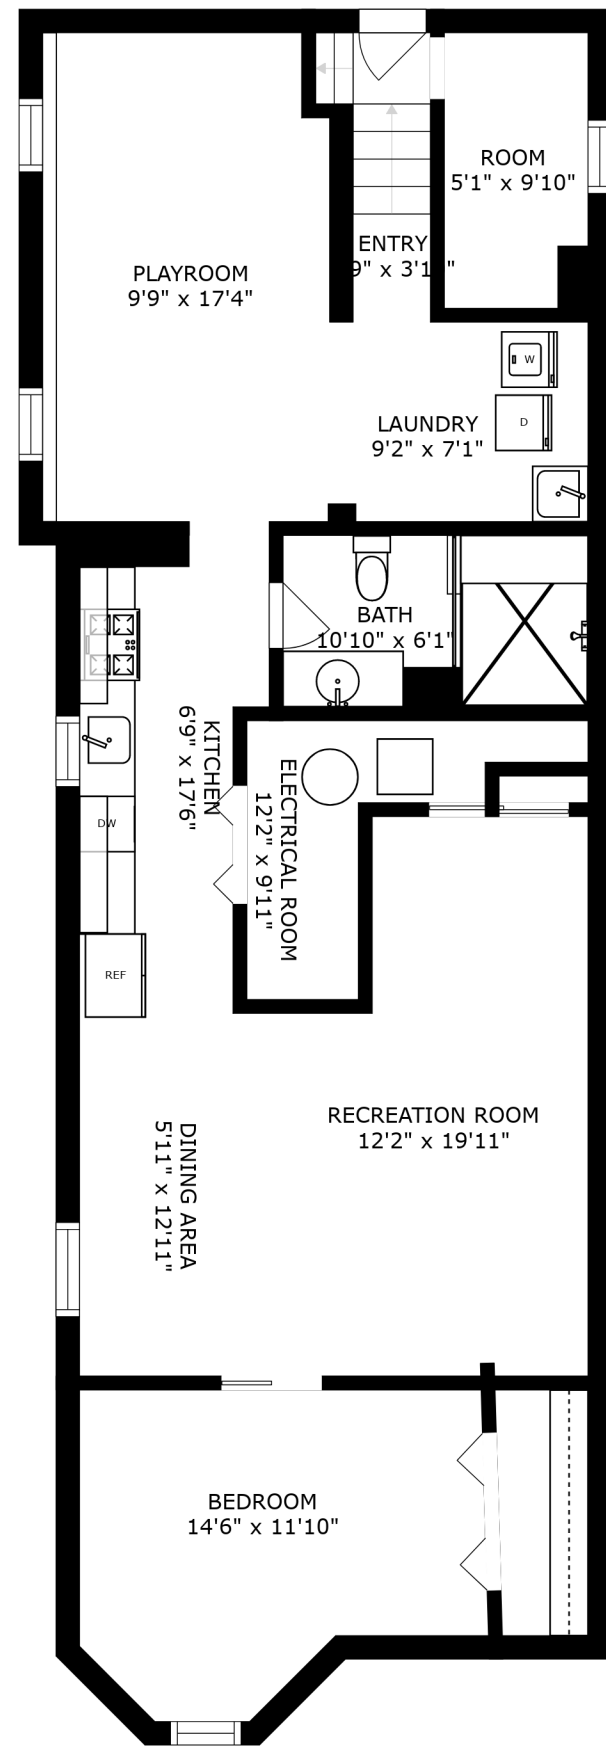 ROOM
5'1" x 9'10"
ENTRY
PLAYROOM
9'9" x 17'4"
W
D
LAUNDRY
9'2" x 7'1"
BATH
10'10" x 6'1"
KITCHEN
6'9" x 17'6"
ELECTRICAL ROOM
12'2" x 9'11"
DW
REF
RECREATION ROOM
12'2" x 19'11"
DINING AREA
5'11" x 12'11"
BEDROOM
14'6" x 11'10"